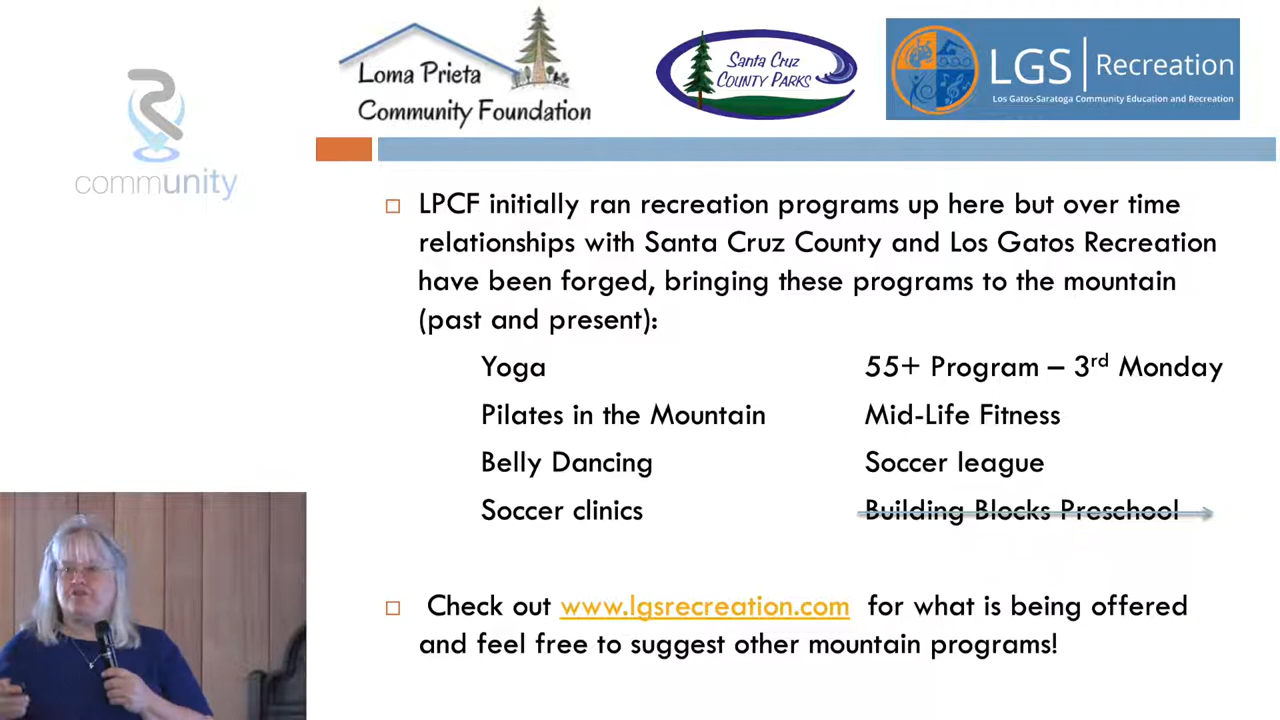 Loma Prieta
Community Foundation
Santa Cruz
COUNTY PARKS
LGS | Recreation
Los Gatos-Saratoga Community Education and Recreation
R
commUNITY
LPCF initially ran recreation programs up here but over time
relationships with Santa Cruz County and Los Gatos Recreation
have been forged, bringing these programs to the mountain
(past and present):
Yoga
55+ Program – 3rd Monday
Pilates in the Mountain
Mid-Life Fitness
Belly Dancing
Soccer league
Soccer clinics
Building Blocks Preschool
Check out www.lgsrecreation.com for what is being offered
and feel free to suggest other mountain programs!